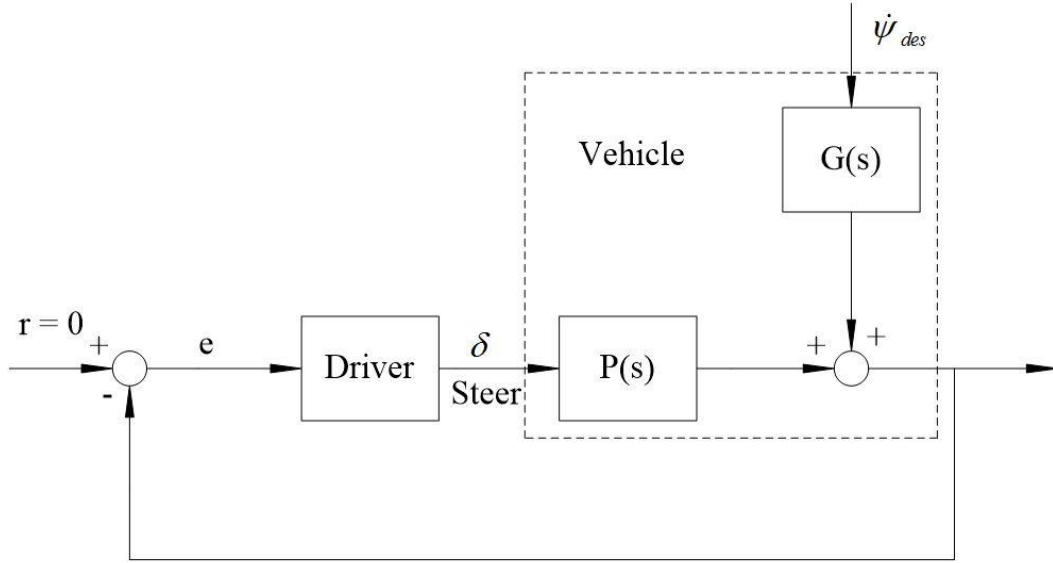 ψ̇ des
Vehicle
G(s)
r = 0
+
-
e
Driver
δ
Steer
P(s)
+
+